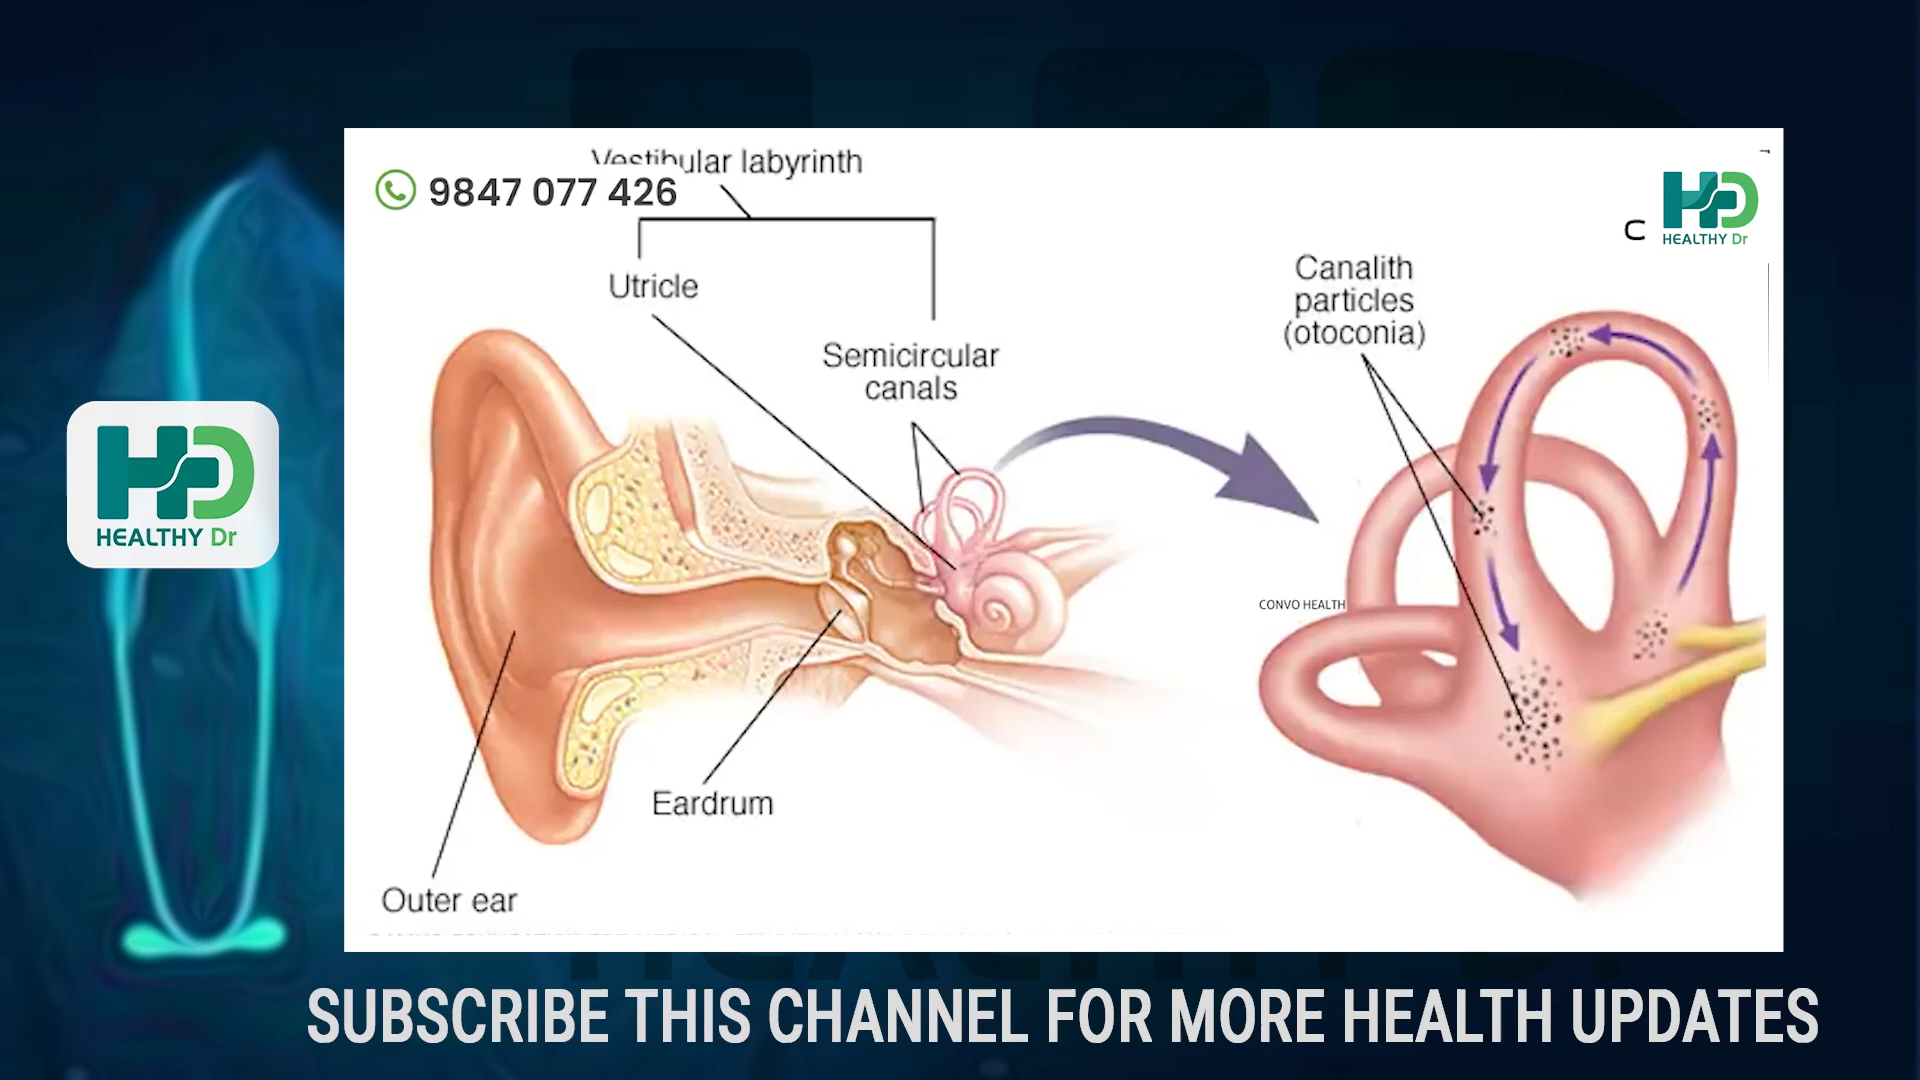 Vestibular labyrinth
9847 077 426
HEALTHY Dr
C
Utricle
Canalith
particles
(otoconia)
Semicircular
canals
HEALTHY Dr
CONVO HEALTH
Eardrum
Outer ear
SUBSCRIBE THIS CHANNEL FOR MORE HEALTH UPDATES